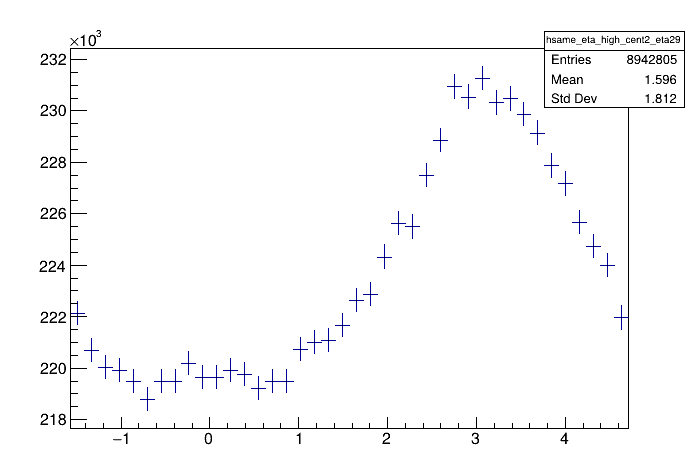 ×10³
hsame_eta_high_cent2_eta29
Entries 8942805
Mean 1.596
Std Dev 1.812
232
230
228
226
224
222
220
218
−1 0 1 2 3 4